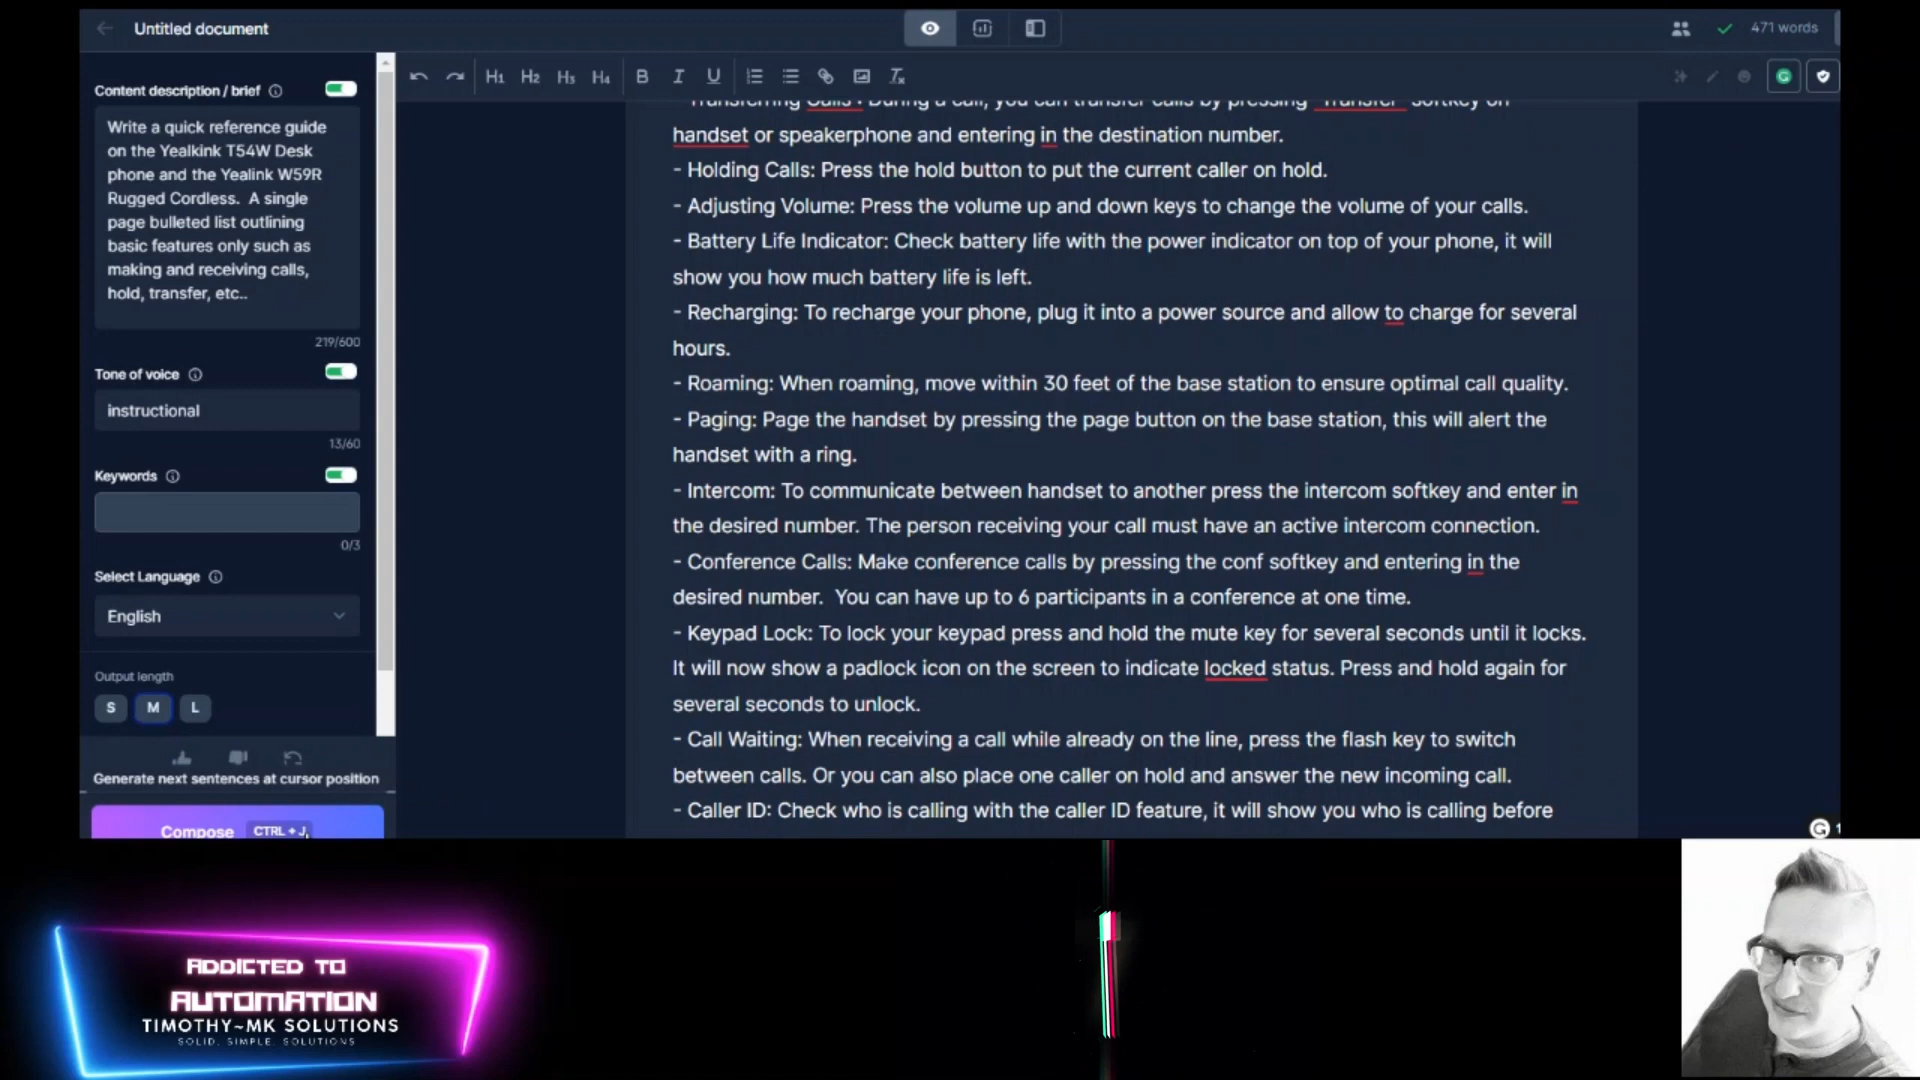 Untitled document
471 words
Content description / brief
Write a quick reference guide
on the Yealkink T54W Desk
phone and the Yealink W59R
Rugged Cordless.  A single
page bulleted list outlining
basic features only such as
making and receiving calls,
hold, transfer, etc..
219/600
Tone of voice
instructional
13/60
Keywords
0/3
Select Language
English
Output length
S M L
Generate next sentences at cursor position
Compose CTRL + J
H1 H2 H3 H4 B I U
- Transferring Calls : During a call, you can transfer calls by pressing "Transfer" softkey on
handset or speakerphone and entering in the destination number.
- Holding Calls: Press the hold button to put the current caller on hold.
- Adjusting Volume: Press the volume up and down keys to change the volume of your calls.
- Battery Life Indicator: Check battery life with the power indicator on top of your phone, it will
show you how much battery life is left.
- Recharging: To recharge your phone, plug it into a power source and allow to charge for several
hours.
- Roaming: When roaming, move within 30 feet of the base station to ensure optimal call quality.
- Paging: Page the handset by pressing the page button on the base station, this will alert the
handset with a ring.
- Intercom: To communicate between handset to another press the intercom softkey and enter in
the desired number. The person receiving your call must have an active intercom connection.
- Conference Calls: Make conference calls by pressing the conf softkey and entering in the
desired number.  You can have up to 6 participants in a conference at one time.
- Keypad Lock: To lock your keypad press and hold the mute key for several seconds until it locks.
It will now show a padlock icon on the screen to indicate locked status. Press and hold again for
several seconds to unlock.
- Call Waiting: When receiving a call while already on the line, press the flash key to switch
between calls. Or you can also place one caller on hold and answer the new incoming call.
- Caller ID: Check who is calling with the caller ID feature, it will show you who is calling before
ADDICTED TO
AUTOMATION
TIMOTHY~MK SOLUTIONS
SOLID. SIMPLE. SOLUTIONS